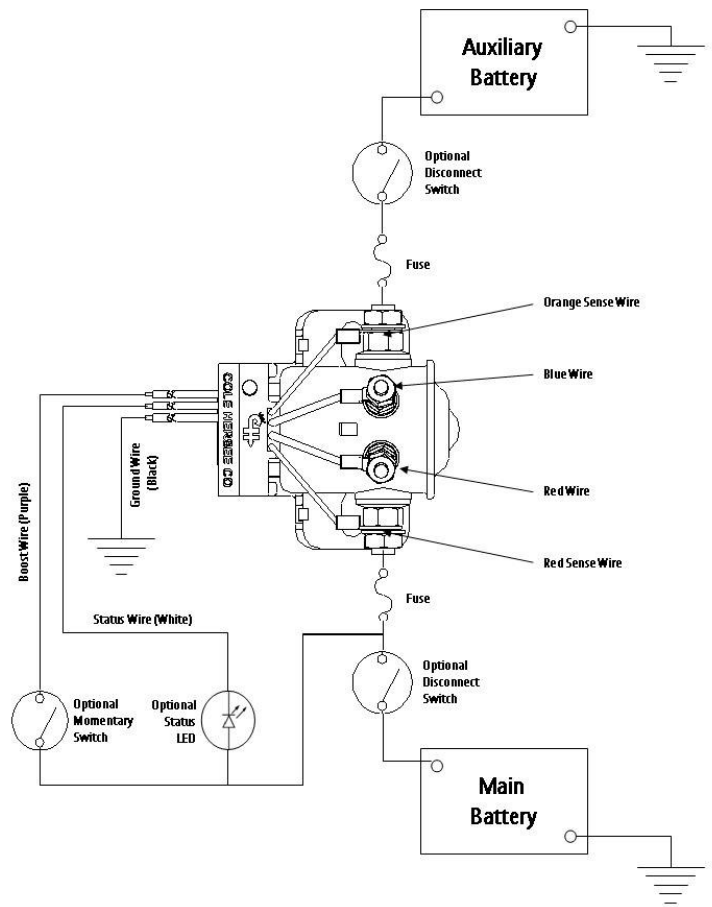 Auxiliary
Battery
Optional
Disconnect
Switch
Fuse
Orange Sense Wire
Blue Wire
COLE HERSEE CO
Ground Wire
(Black)
Red Wire
Boost Wire (Purple)
Red Sense Wire
Fuse
Status Wire (White)
Optional
Disconnect
Switch
Optional
Momentary
Switch
Optional
Status
LED
Main
Battery